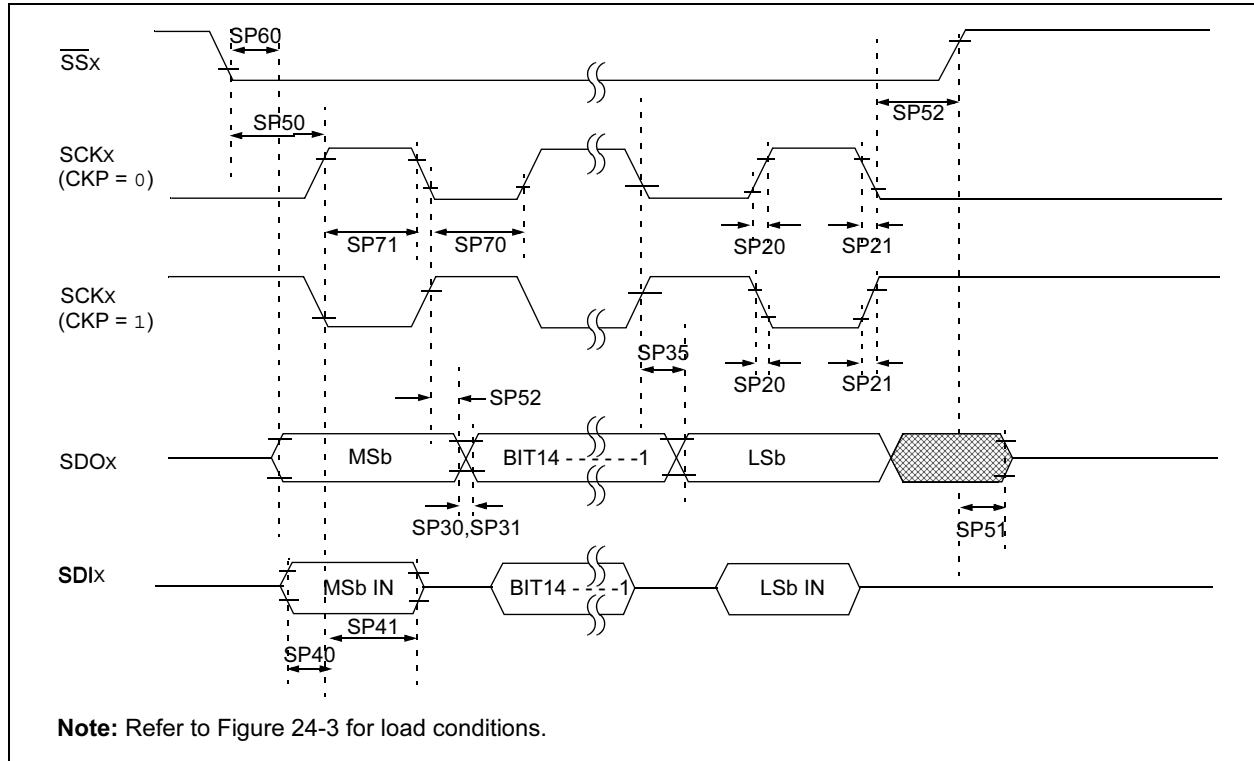 SP60
SSx
SP52
SP50
SCKx
(CKP = 0)
SP71
SP70
SP20
SP21
SCKx
(CKP = 1)
SP35
SP20
SP21
SP52
SDOx
MSb
BIT14 - - - - - -1
LSb
SP30,SP31
SP51
SDIx
MSb IN
BIT14 - - - -1
LSb IN
SP41
SP40
Note: Refer to Figure 24-3 for load conditions.